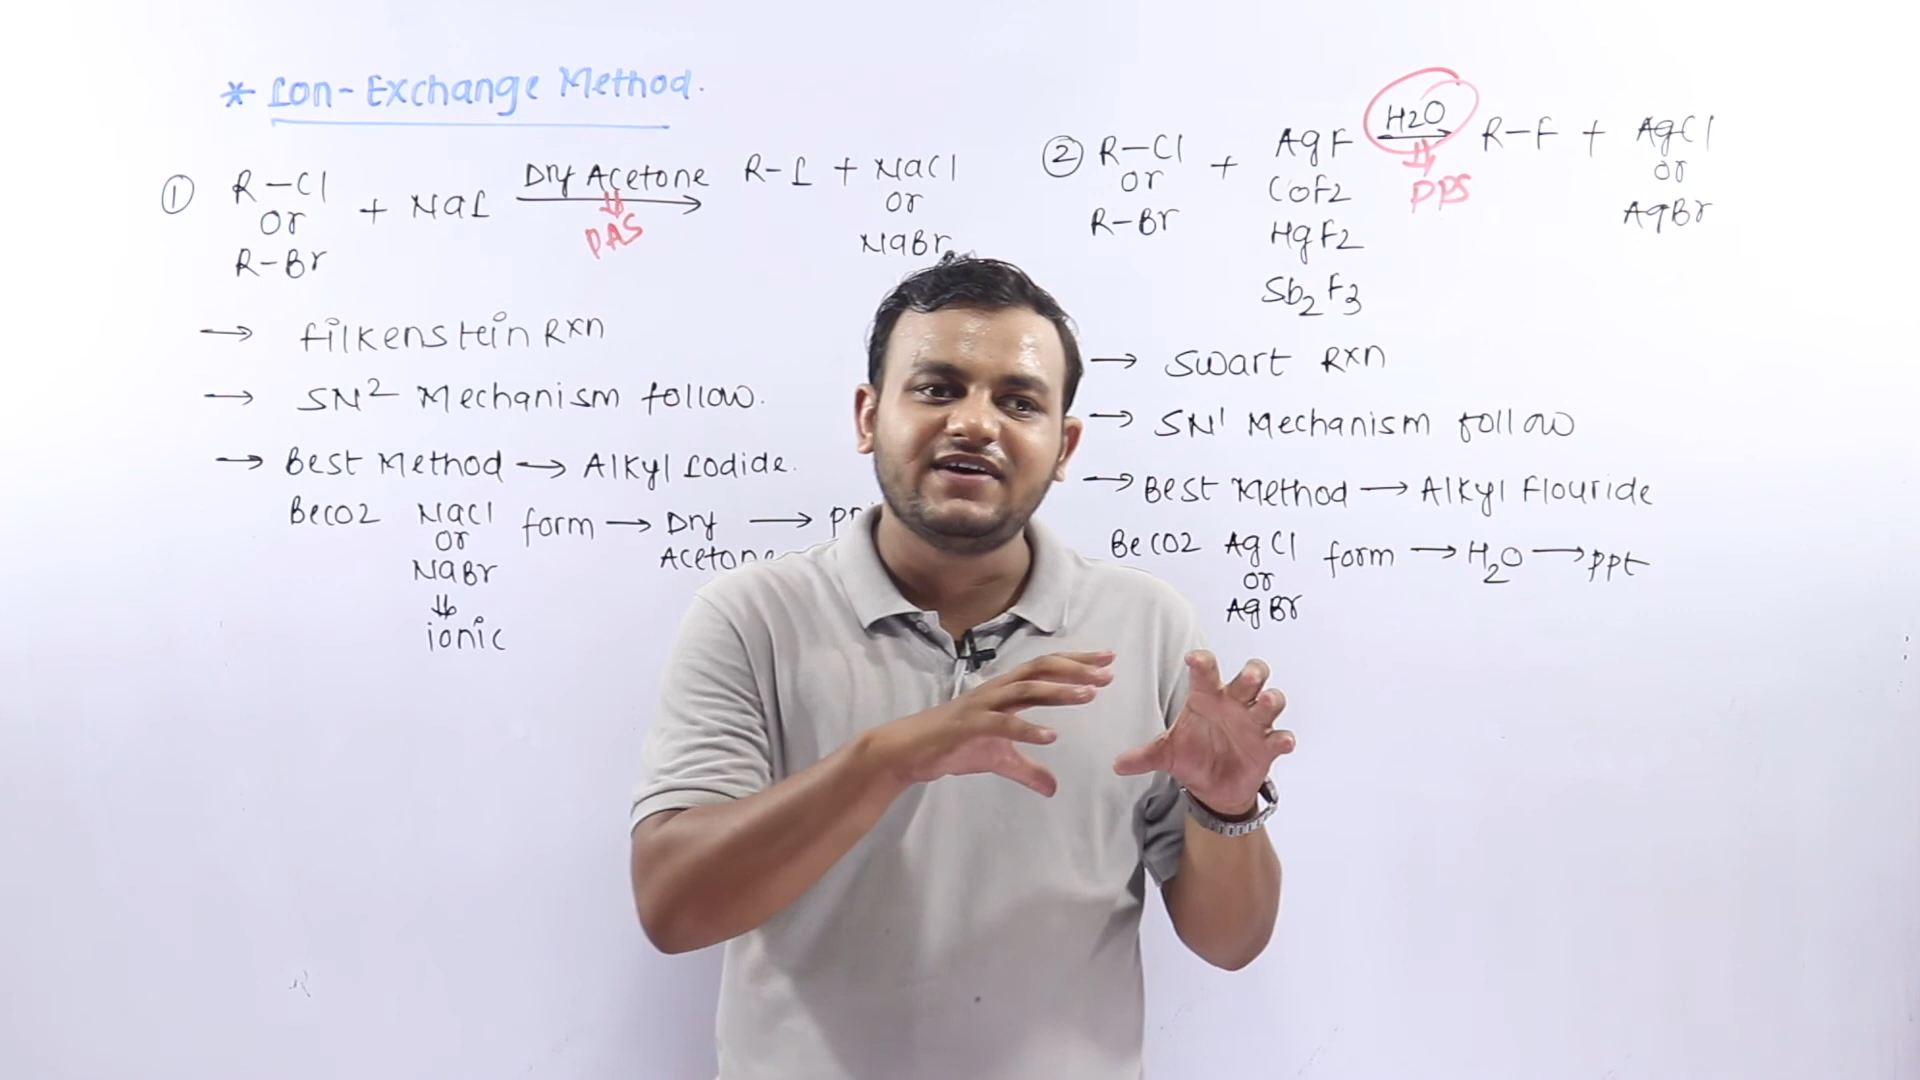 * Ion-Exchange Method.
① R-Cl or R-Br + NaI Dry Acetone → R-I + NaCl or NaBr
⇓ PAS
→ filkenstein Rxn
→ SN2 Mechanism follow.
→ Best Method → Alkyl Iodide.
BeCO2 NaCl or NaBr form → Dry Acetone →
⇓
ionic
② R-Cl or R-Br + AgF CoF2 HgF2 Sb2F3 H2O → R-F + AgCl or AgBr
⇓ PPS
→ Swart Rxn
→ SN1 Mechanism follow
→ Best Method → Alkyl Flouride
BeCO2 AgCl or AgBr form → H2O → ppt